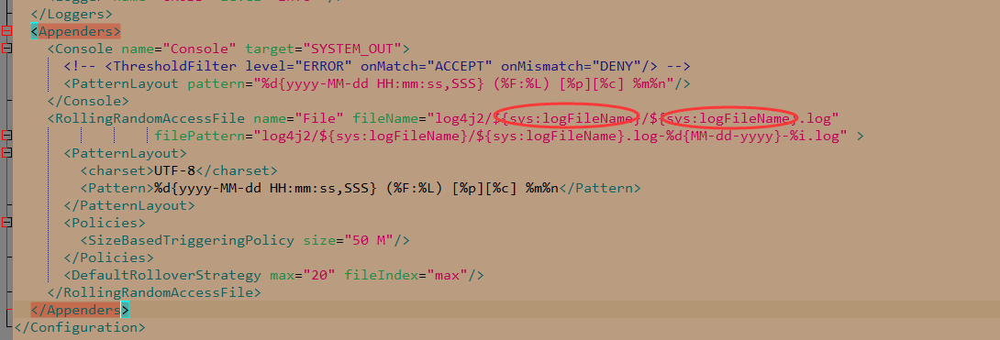 </Loggers>
<Appenders>
<Console name="Console" target="SYSTEM_OUT">
<!-- <ThresholdFilter level="ERROR" onMatch="ACCEPT" onMismatch="DENY"/> -->
<PatternLayout pattern="%d{yyyy-MM-dd HH:mm:ss,SSS} (%F:%L) [%p][%c] %m%n"/>
</Console>
<RollingRandomAccessFile name="File" fileName="log4j2/${sys:logFileName}/${sys:logFileName}.log"
filePattern="log4j2/${sys:logFileName}/${sys:logFileName}.log-%d{MM-dd-yyyy}-%i.log" >
<PatternLayout>
<charset>UTF-8</charset>
<Pattern>%d{yyyy-MM-dd HH:mm:ss,SSS} (%F:%L) [%p][%c] %m%n</Pattern>
</PatternLayout>
<Policies>
<SizeBasedTriggeringPolicy size="50 M"/>
</Policies>
<DefaultRolloverStrategy max="20" fileIndex="max"/>
</RollingRandomAccessFile>
</Appenders>
</Configuration>